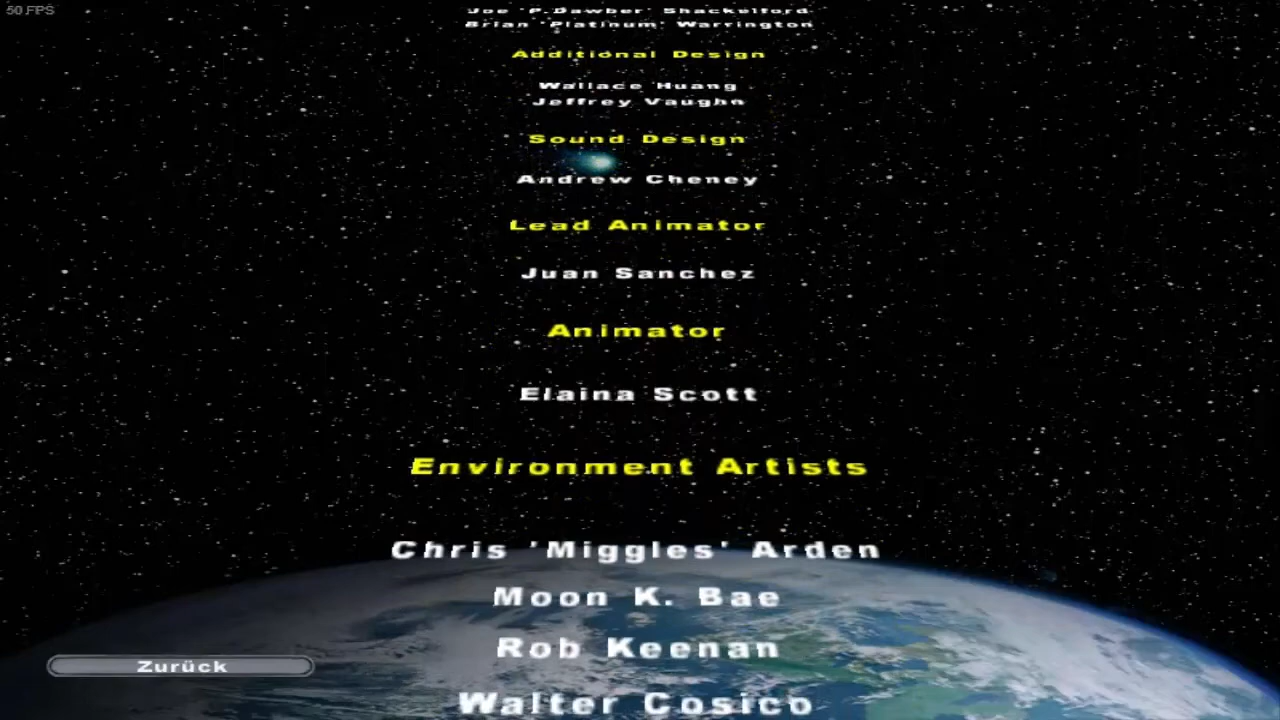 50 FPS
Joe 'P.Dawber' Shackelford
Brian 'Platinum' Warrington
Additional Design
Wallace Huang
Jeffrey Vaughn
Sound Design
Andrew Cheney
Lead Animator
Juan Sanchez
Animator
Elaina Scott
Environment Artists
Chris 'Miggles' Arden
Moon K. Bae
Rob Keenan
Zurück
Walter Cosico